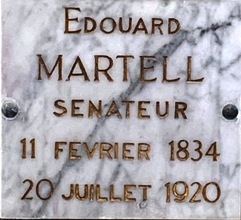 EDOUARD
MARTELL
SENATEUR
11 FEVRIER 1834
20 JUILLET 1920